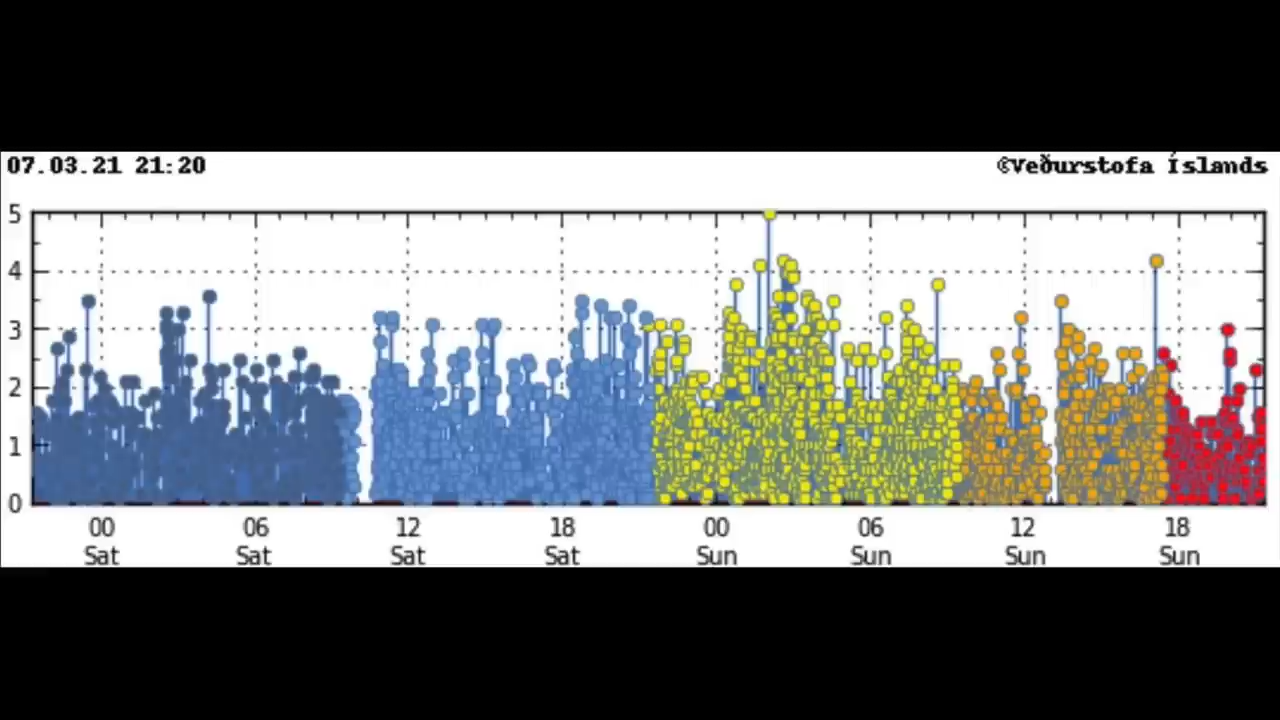 07.03.21 21:20
©Veðurstofa Íslands
5
4
3
2
1
0
00 06 12 18 00 06 12 18
Sat Sat Sat Sat Sun Sun Sun Sun